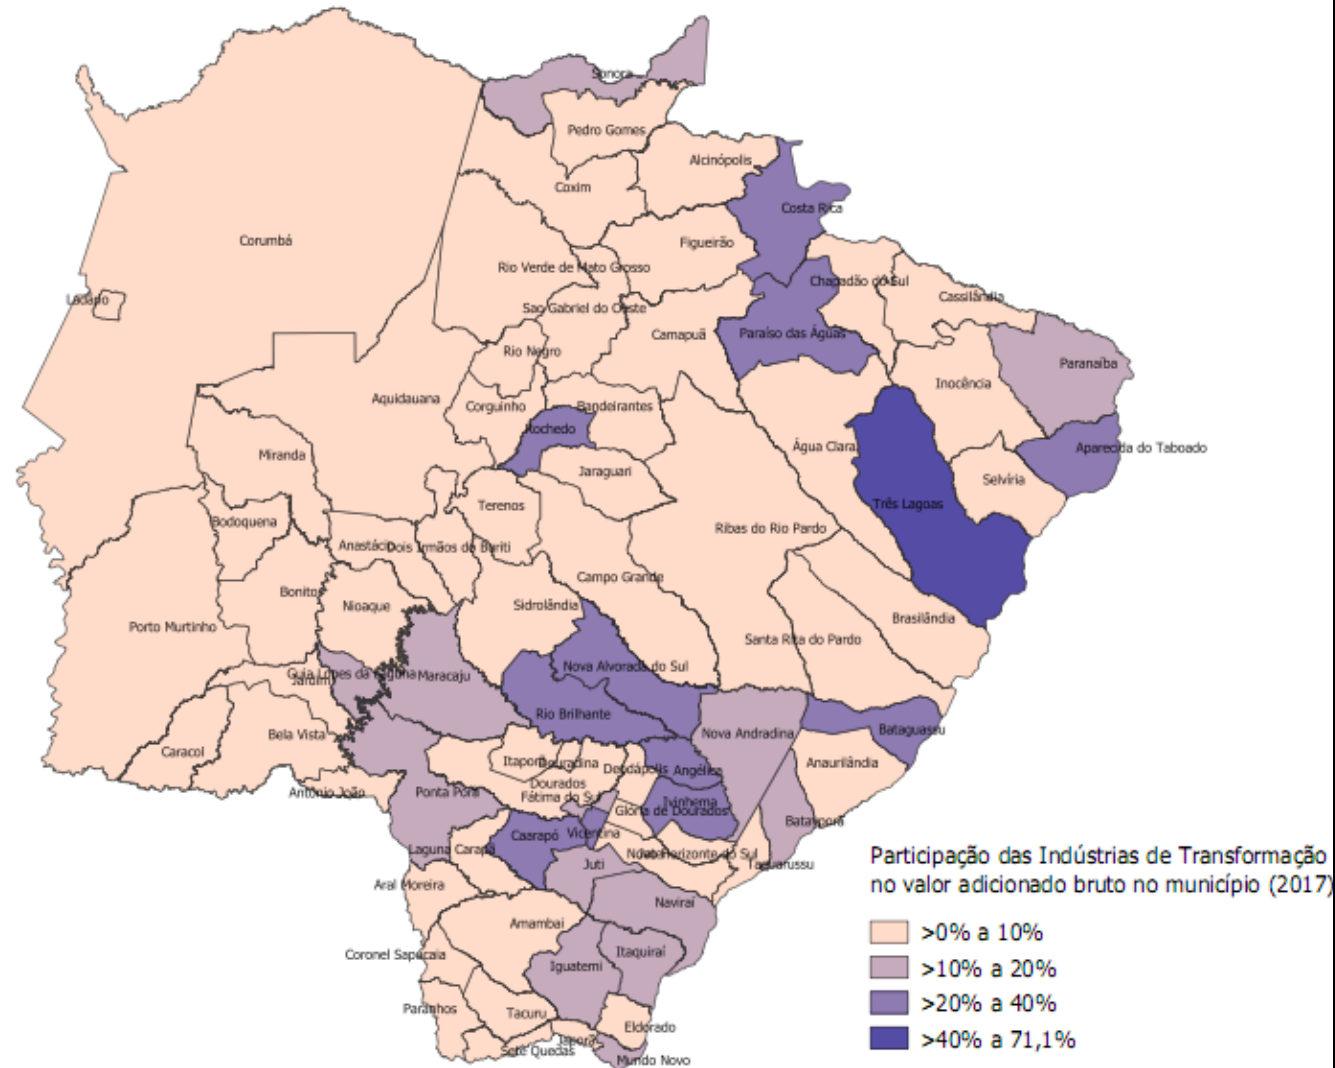 Sonora
Pedro Gomes
Alcinópolis
Coxim
Costa Rica
Corumbá
Figueirão
Rio Verde de Mato Grosso
Chapadão do Sul
Cassilândia
Ladário
Sao Gabriel do Oeste
Camapuã
Paraíso das Águas
Rio Negro
Paranaíba
Inocência
Aquidauana
Corguinho
Bandeirantes
Rochedo
Água Clara
Aparecida do Taboado
Miranda
Jaraguari
Selvíria
Terenos
Três Lagoas
Bodoquena
Ribas do Rio Pardo
Anastácio
Dois Irmãos do Buriti
Campo Grande
Bonito
Nioaque
Sidrolândia
Brasilândia
Porto Murtinho
Santa Rita do Pardo
Nova Alvorada do Sul
Guia Lopes da Laguna
Maracaju
Jardim
Rio Brilhante
Bataguassu
Nova Andradina
Bela Vista
Caracol
Itaporã
Douradina
Deodápolis
Angélica
Anaurilândia
Dourados
Antônio João
Ponta Porã
Fátima do Sul
Ivinhema
Glória de Dourados
Batayporã
Caarapó
Vicentina
Laguna Carapã
Novo Horizonte do Sul
Juti
Taquarussu
Aral Moreira
Naviraí
Amambai
Coronel Sapucaia
Itaquiraí
Iguatemi
Paranhos
Tacuru
Eldorado
Japorã
Sete Quedas
Mundo Novo
Participação das Indústrias de Transformação
no valor adicionado bruto no município (2017)
>0% a 10%
>10% a 20%
>20% a 40%
>40% a 71,1%